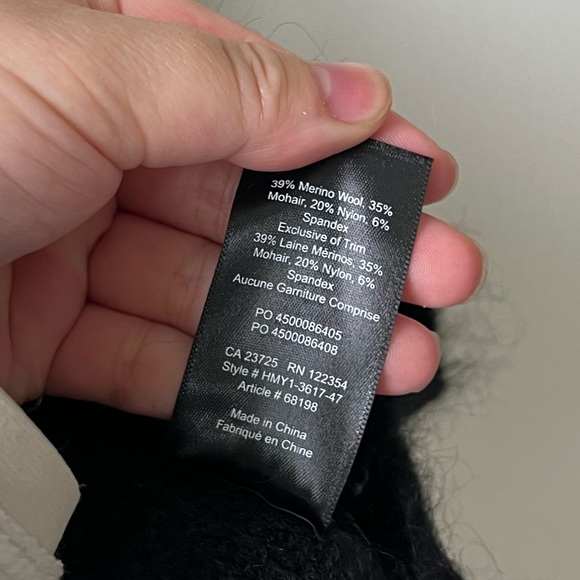 39% Merino Wool, 35%
Mohair, 20% Nylon, 6%
Spandex
Exclusive of Trim
39% Laine Mérinos, 35%
Mohair, 20% Nylon, 6%
Spandex
Aucune Garniture Comprise
PO 4500086405
PO 4500086408
CA 23725 RN 122354
Style # HMY1-3617-47
Article # 68198
Made in China
Fabriqué en Chine